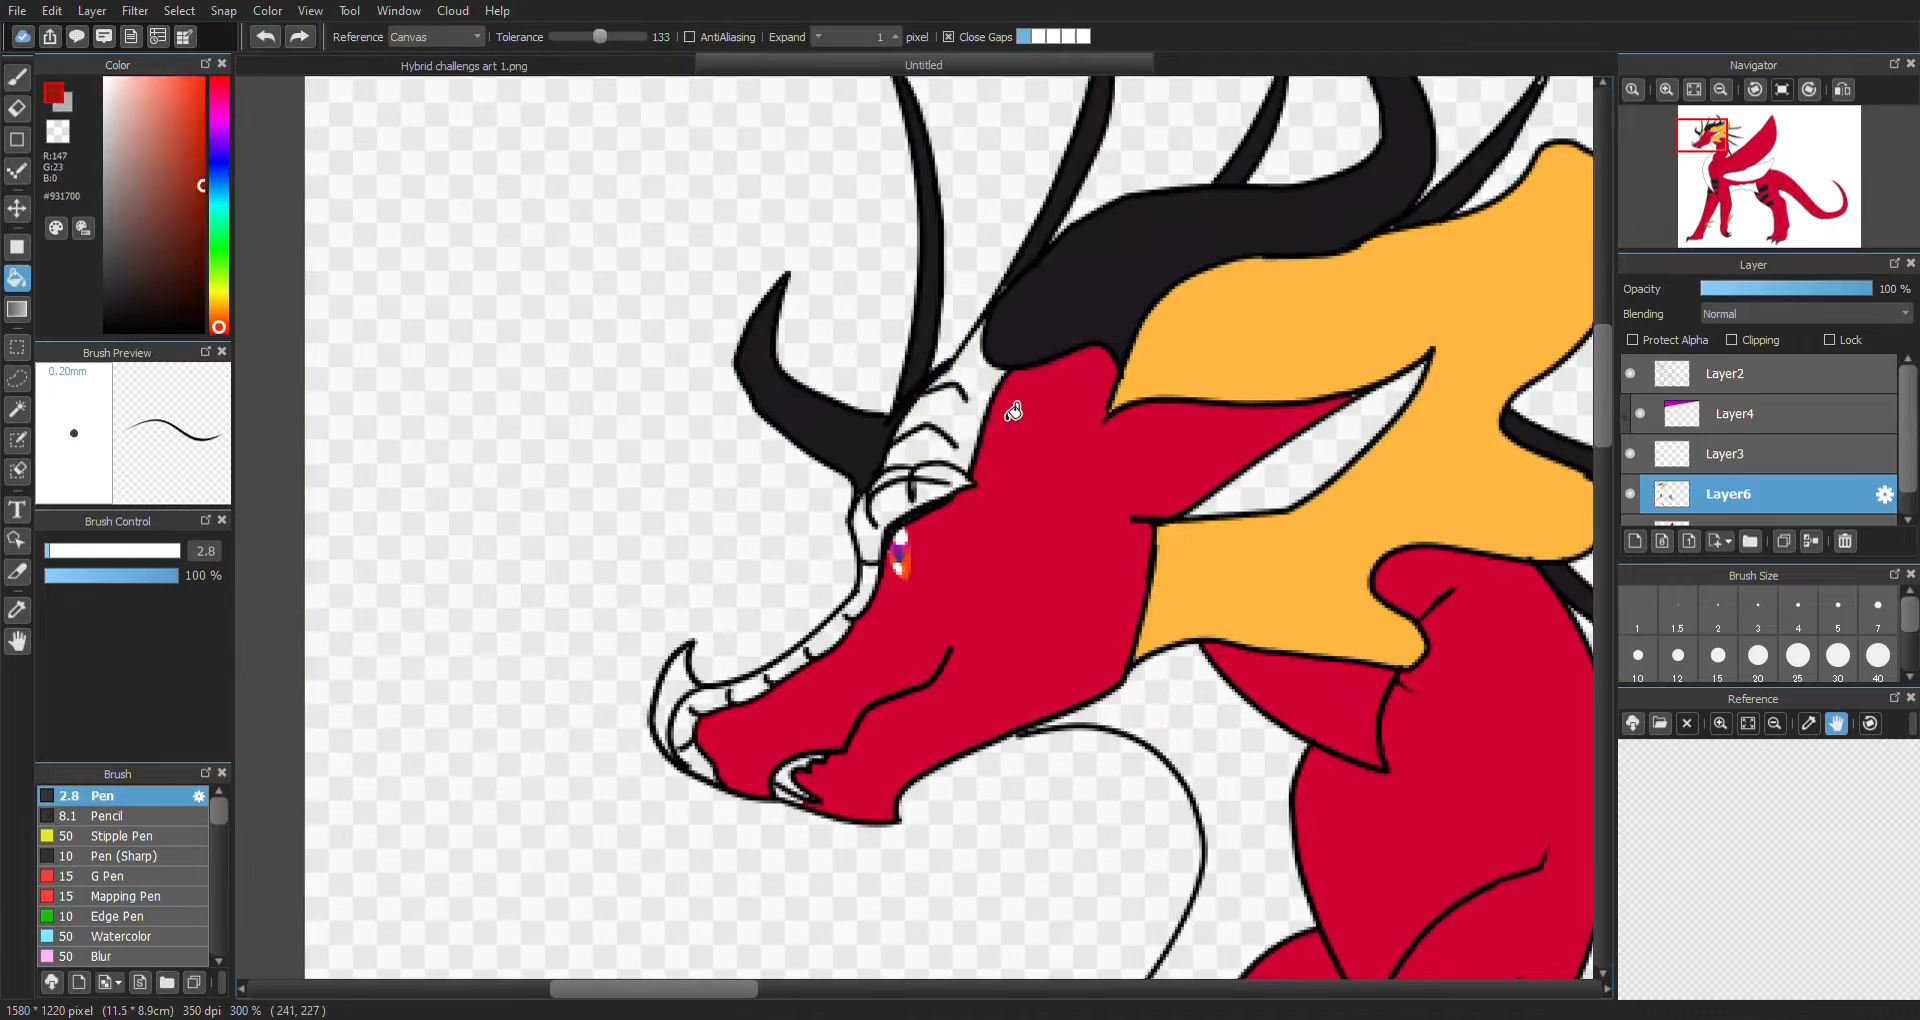 File Edit Layer Filter Select Snap Color View Tool Window Cloud Help
Reference Canvas Tolerance 133 AntiAliasing Expand 1 pixel Close Gaps
Color
Hybrid challengs art 1.png
Untitled
R:147
G:23
B:0
#931700
Brush Preview
0.20mm
Brush Control
2.8
100 %
Brush
2.8 Pen
8.1 Pencil
50 Stipple Pen
10 Pen (Sharp)
15 G Pen
15 Mapping Pen
10 Edge Pen
50 Watercolor
50 Blur
Navigator
Layer
Opacity 100 %
Blending Normal
Protect Alpha Clipping Lock
Layer2
Layer4
Layer3
Layer6
Brush Size
1 1.5 2 3 4 5 7
10 12 15 20 25 30 40
Reference
1580 * 1220 pixel (11.5 * 8.9cm) 350 dpi 300 % ( 241, 227 )